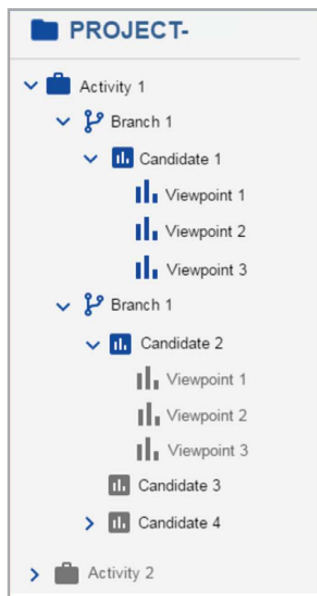 PROJECT-
Activity 1
Branch 1
Candidate 1
Viewpoint 1
Viewpoint 2
Viewpoint 3
Branch 1
Candidate 2
Viewpoint 1
Viewpoint 2
Viewpoint 3
Candidate 3
Candidate 4
Activity 2